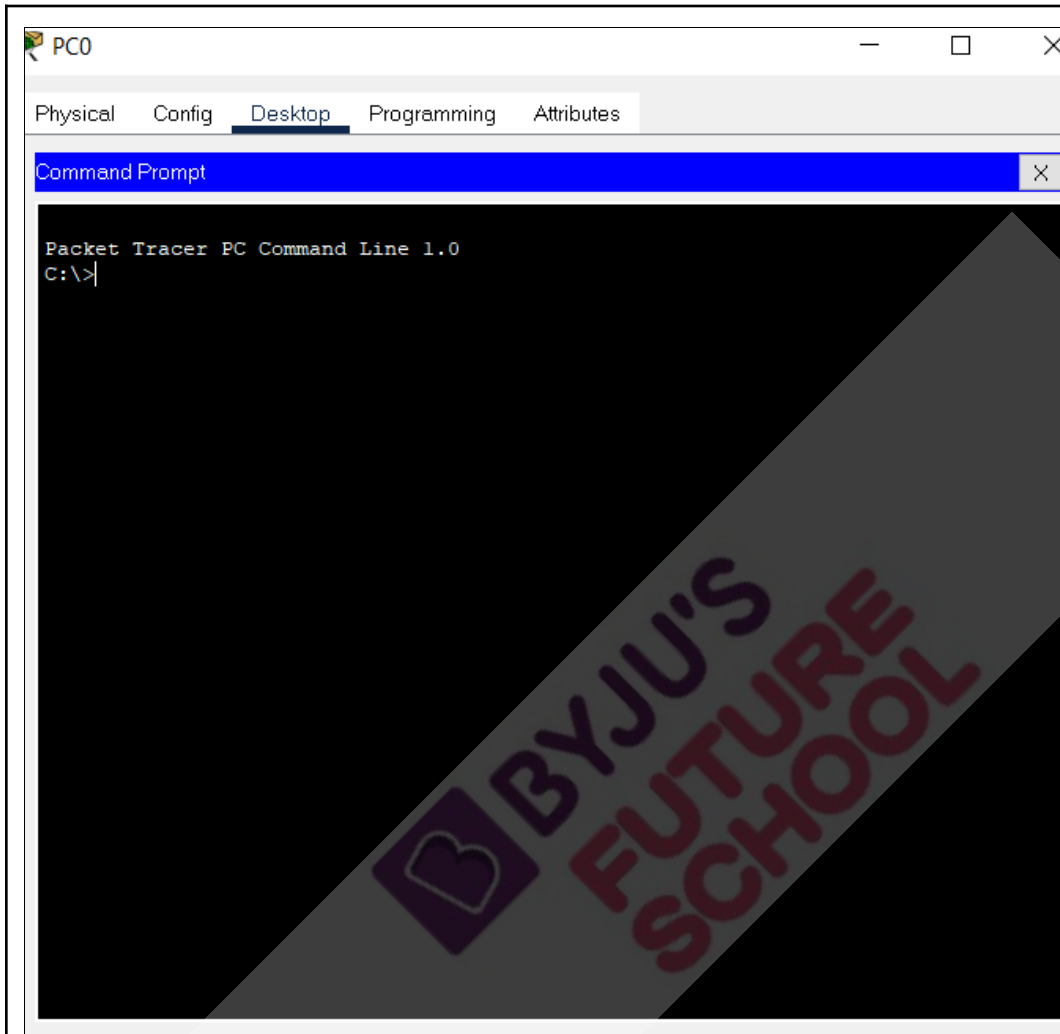 PC0
Physical Config Desktop Programming Attributes
Command Prompt X
Packet Tracer PC Command Line 1.0
C:\>
BYJU'S
FUTURE
SCHOOL